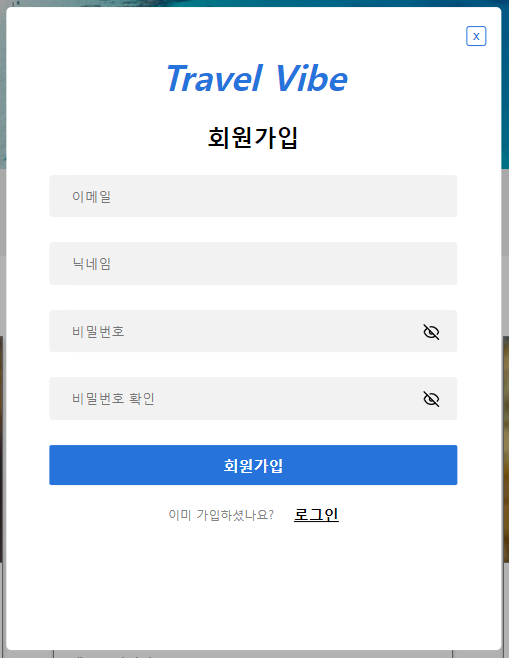 x
Travel Vibe
회원가입
이메일
닉네임
비밀번호
비밀번호 확인
회원가입
이미 가입하셨나요? 로그인